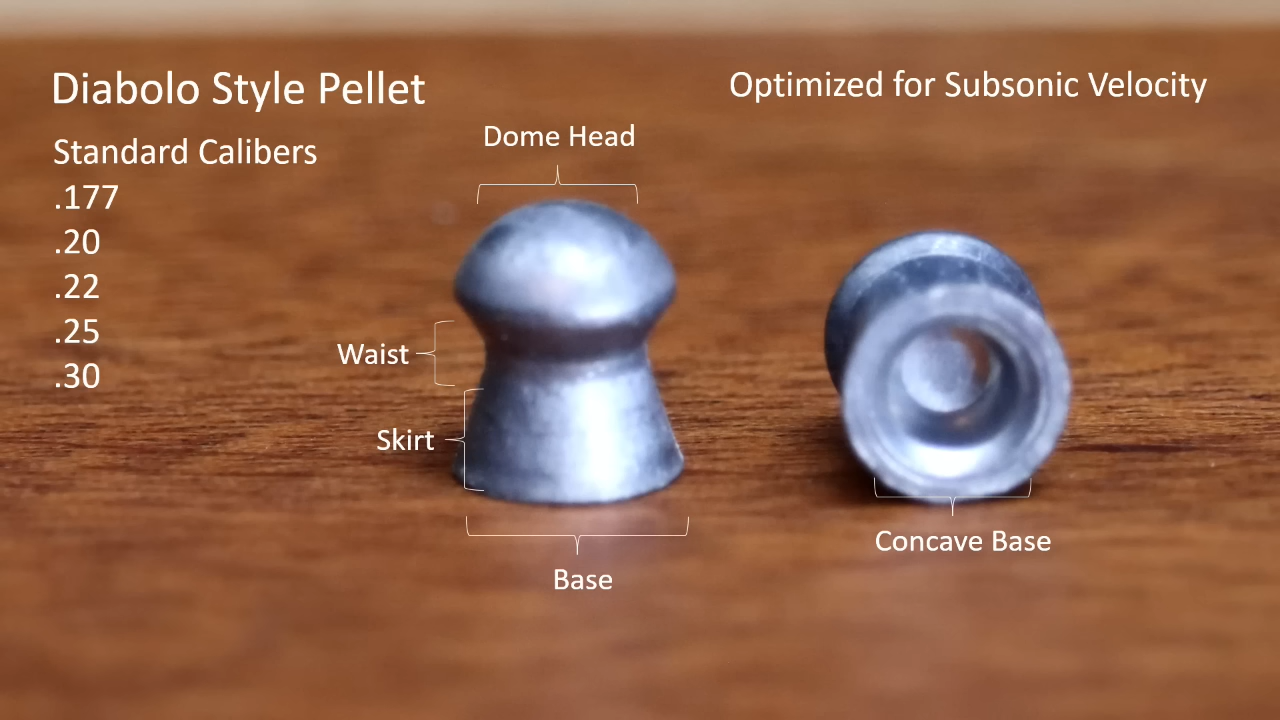 Diabolo Style Pellet
Optimized for Subsonic Velocity
Standard Calibers
.177
.20
.22
.25
.30
Dome Head
Waist
Skirt
Base
Concave Base